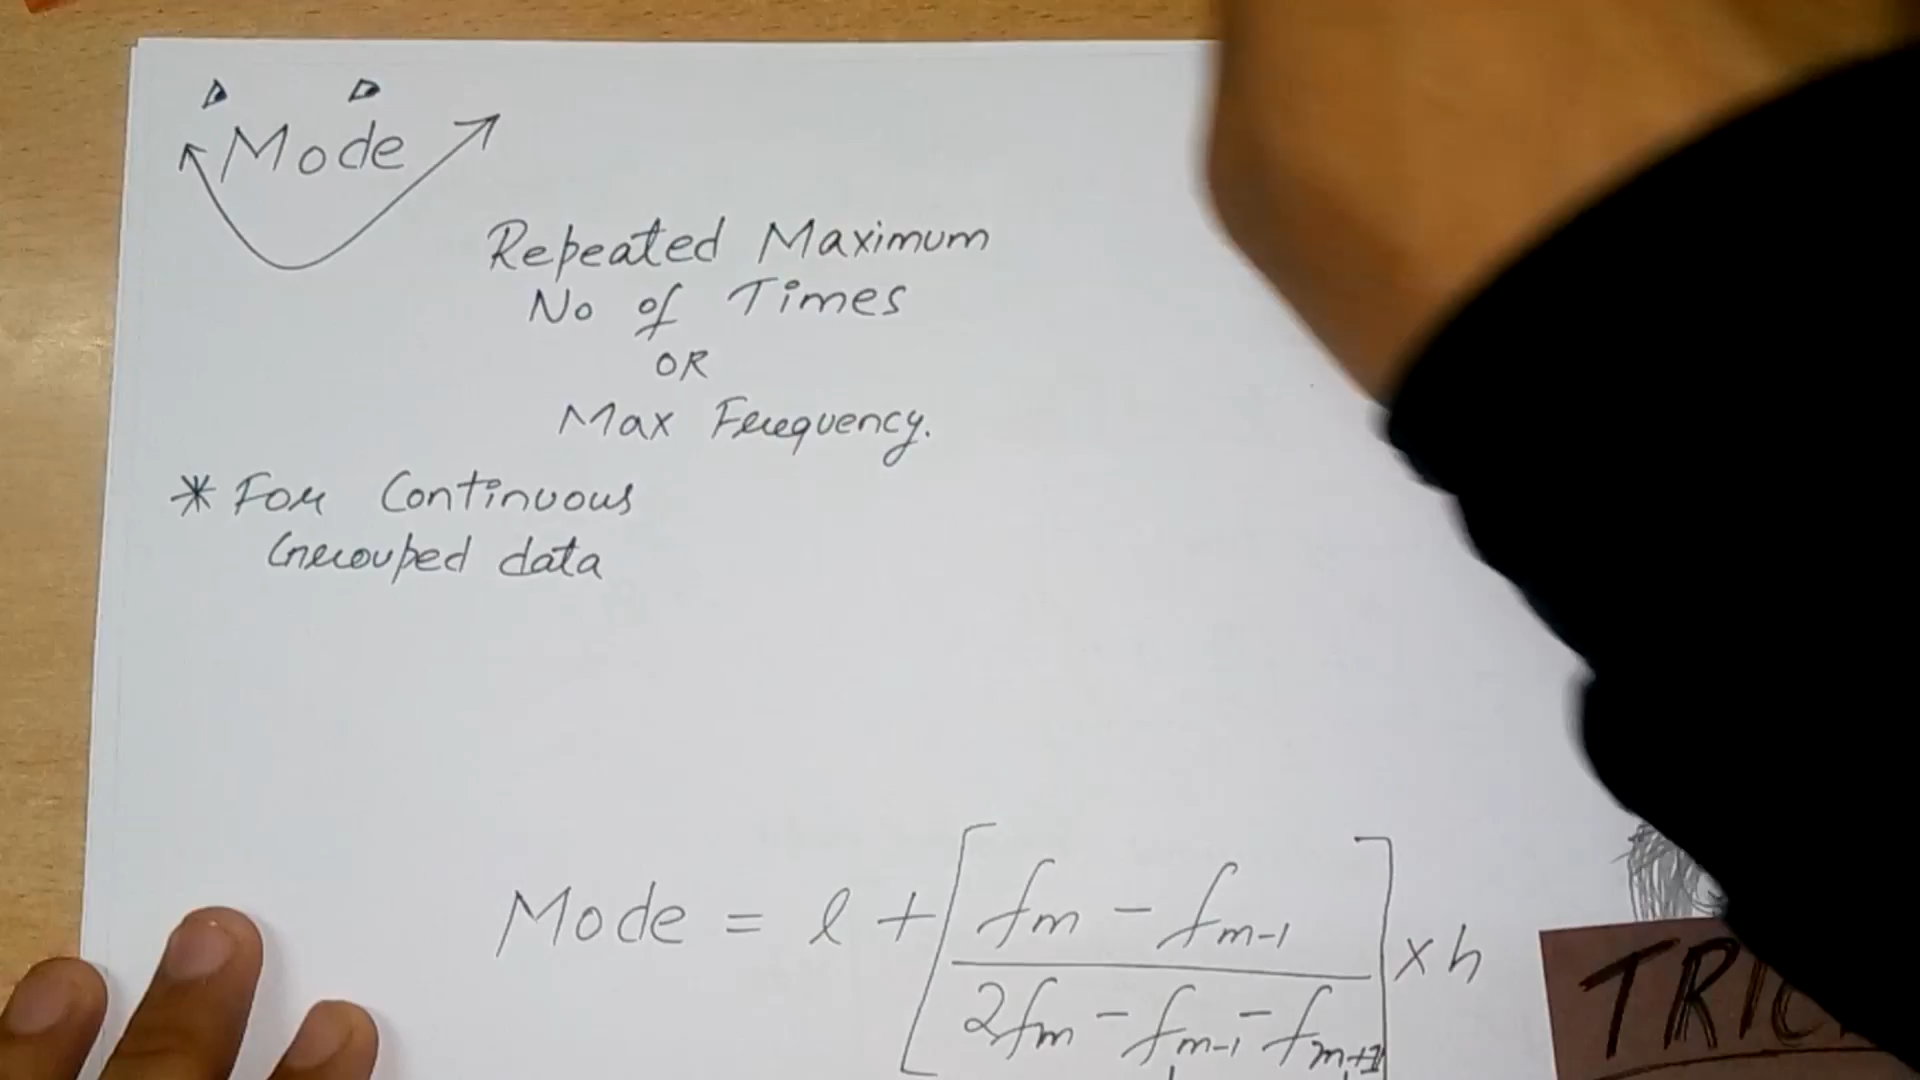 Mode
Repeated Maximum
No of Times
OR
Max Frequency.
* For Continuous
Grouped data
Mode = l + [ fm - fm-1 / 2fm - fm-1 - fm+1 ] x h